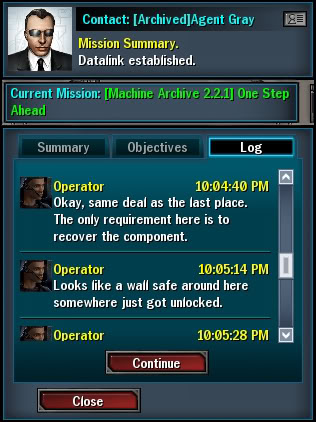 Contact: [Archived]Agent Gray
Mission Summary.
Datalink established.
Current Mission: [Machine Archive 2.2.1] One Step
Ahead
Summary
Objectives
Log
Operator
10:04:40 PM
Okay, same deal as the last place.
The only requirement here is to
recover the component.
Operator
10:05:14 PM
Looks like a wall safe around here
somewhere just got unlocked.
Operator
10:05:28 PM
Continue
Close